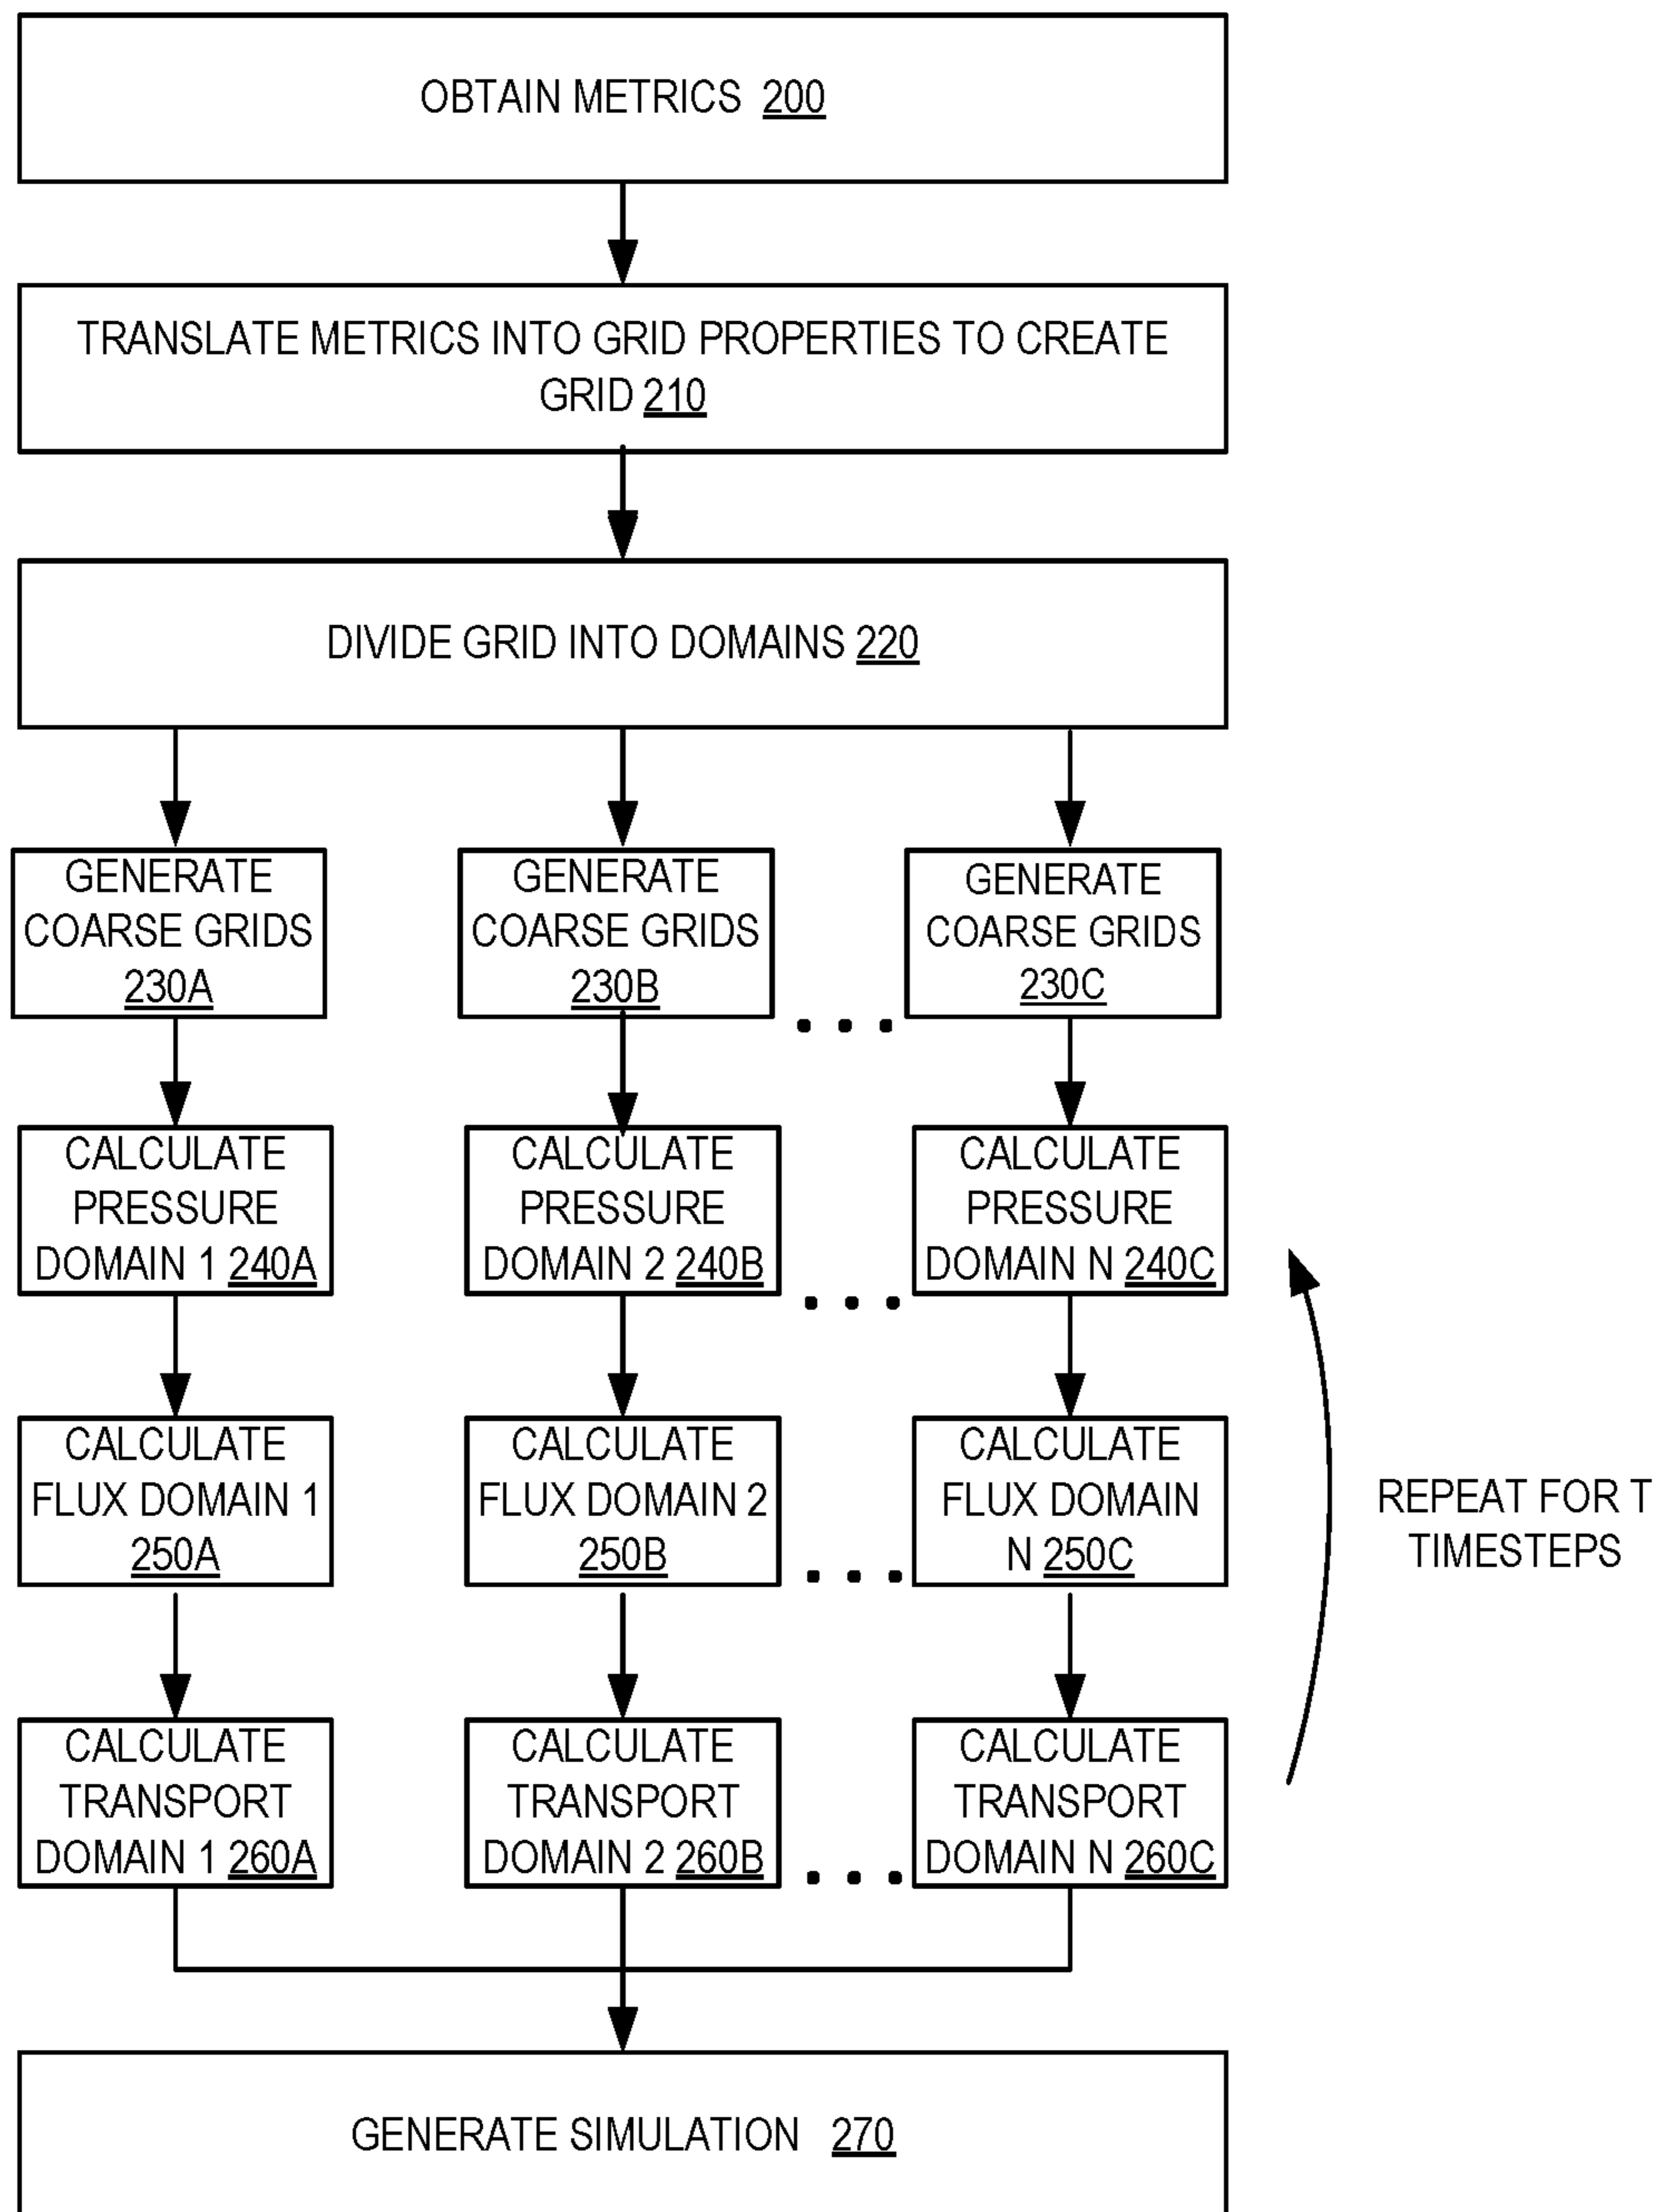 OBTAIN METRICS 200
TRANSLATE METRICS INTO GRID PROPERTIES TO CREATE
GRID 210
DIVIDE GRID INTO DOMAINS 220
GENERATE
COARSE GRIDS
230A
GENERATE
COARSE GRIDS
230B
GENERATE
COARSE GRIDS
230C
CALCULATE
PRESSURE
DOMAIN 1 240A
CALCULATE
PRESSURE
DOMAIN 2 240B
CALCULATE
PRESSURE
DOMAIN N 240C
CALCULATE
FLUX DOMAIN 1
250A
CALCULATE
FLUX DOMAIN 2
250B
CALCULATE
FLUX DOMAIN
N 250C
REPEAT FOR T
TIMESTEPS
CALCULATE
TRANSPORT
DOMAIN 1 260A
CALCULATE
TRANSPORT
DOMAIN 2 260B
CALCULATE
TRANSPORT
DOMAIN N 260C
GENERATE SIMULATION 270